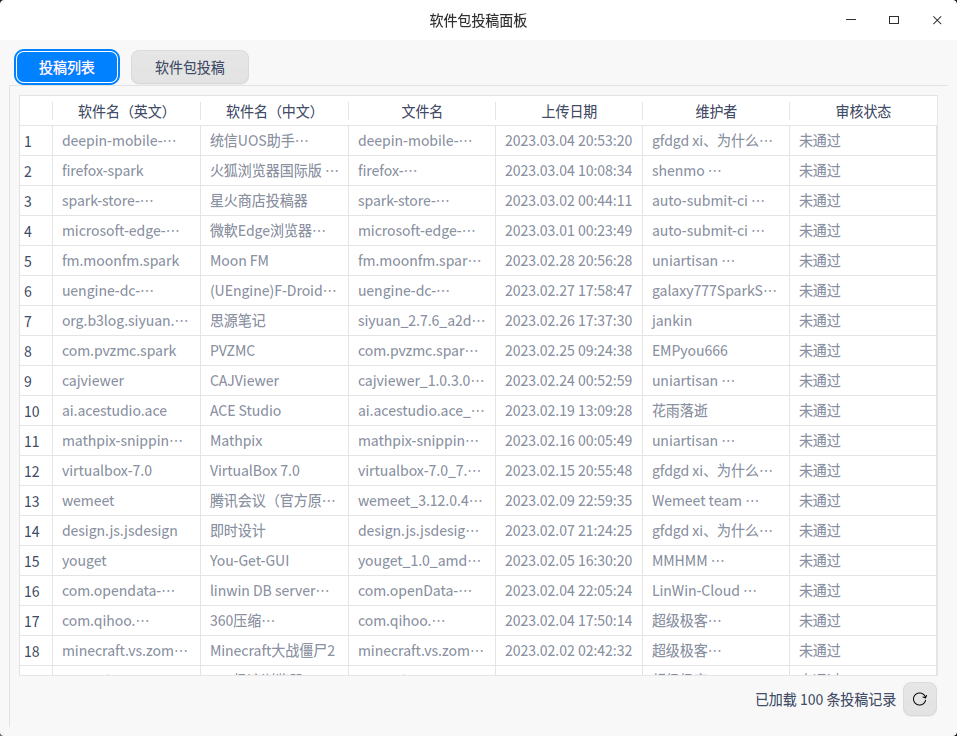 软件包投稿面板
投稿列表 软件包投稿
软件名（英文） 软件名（中文） 文件名 上传日期 维护者 审核状态
1 deepin-mobile-··· 统信UOS助手··· deepin-mobile-··· 2023.03.04 20:53:20 gfdgd xi、为什么··· 未通过
2 firefox-spark 火狐浏览器国际版 ··· firefox-··· 2023.03.04 10:08:34 shenmo ··· 未通过
3 spark-store-··· 星火商店投稿器 spark-store-··· 2023.03.02 00:44:11 auto-submit-ci ··· 未通过
4 microsoft-edge-··· 微軟Edge浏览器··· microsoft-edge-··· 2023.03.01 00:23:49 auto-submit-ci ··· 未通过
5 fm.moonfm.spark Moon FM fm.moonfm.spar··· 2023.02.28 20:56:28 uniartisan ··· 未通过
6 uengine-dc-··· (UEngine)F-Droid··· uengine-dc-··· 2023.02.27 17:58:47 galaxy777SparkS··· 未通过
7 org.b3log.siyuan.··· 思源笔记 siyuan_2.7.6_a2d··· 2023.02.26 17:37:30 jankin 未通过
8 com.pvzmc.spark PVZMC com.pvzmc.spar··· 2023.02.25 09:24:38 EMPyou666 未通过
9 cajviewer CAJViewer cajviewer_1.0.3.0··· 2023.02.24 00:52:59 uniartisan ··· 未通过
10 ai.acestudio.ace ACE Studio ai.acestudio.ace_··· 2023.02.19 13:09:28 花雨落逝 未通过
11 mathpix-snippin··· Mathpix mathpix-snippin··· 2023.02.16 00:05:49 uniartisan ··· 未通过
12 virtualbox-7.0 VirtualBox 7.0 virtualbox-7.0_7.··· 2023.02.15 20:55:48 gfdgd xi、为什么··· 未通过
13 wemeet 腾讯会议（官方原··· wemeet_3.12.0.4··· 2023.02.09 22:59:35 Wemeet team ··· 未通过
14 design.js.jsdesign 即时设计 design.js.jsdesig··· 2023.02.07 21:24:25 gfdgd xi、为什么··· 未通过
15 youget You-Get-GUI youget_1.0_amd··· 2023.02.05 16:30:20 MMHMM ··· 未通过
16 com.opendata-··· linwin DB server··· com.openData-··· 2023.02.04 22:05:24 LinWin-Cloud ··· 未通过
17 com.qihoo.··· 360压缩··· com.qihoo.··· 2023.02.04 17:50:14 超级极客··· 未通过
18 minecraft.vs.zom··· Minecraft大战僵尸2 minecraft.vs.zom··· 2023.02.02 02:42:32 超级极客··· 未通过
已加载 100 条投稿记录